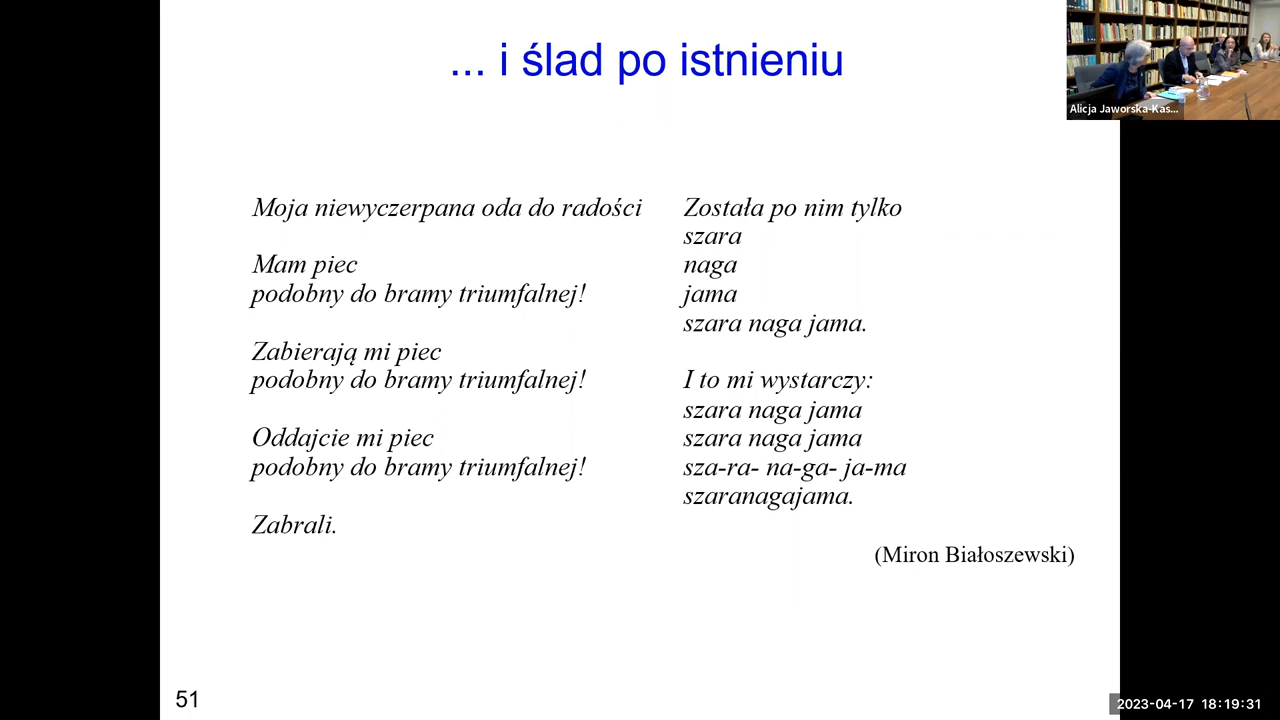 ... i ślad po istnieniu
Alicja Jaworska-Kas...
Moja niewyczerpana oda do radości
Mam piec
podobny do bramy triumfalnej!
Zabierają mi piec
podobny do bramy triumfalnej!
Oddajcie mi piec
podobny do bramy triumfalnej!
Zabrali.
Została po nim tylko
szara
naga
jama
szara naga jama.
I to mi wystarczy:
szara naga jama
szara naga jama
sza-ra- na-ga- ja-ma
szaranagajama.
(Miron Białoszewski)
51
2023-04-17 18:19:31